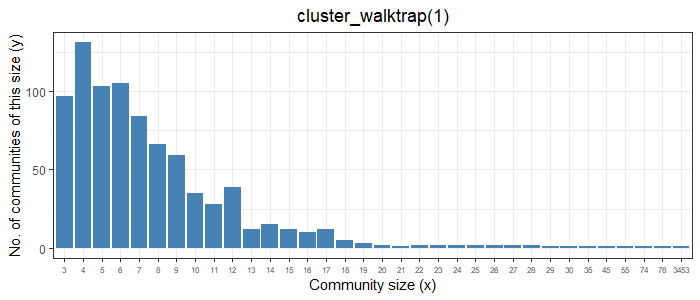 cluster_walktrap(1)
No. of communities of this size (y)
100
50
0
3 4 5 6 7 8 9 10 11 12 13 14 15 16 17 18 19 20 21 22 23 24 25 26 27 28 29 30 35 45 55 74 78 3453
Community size (x)